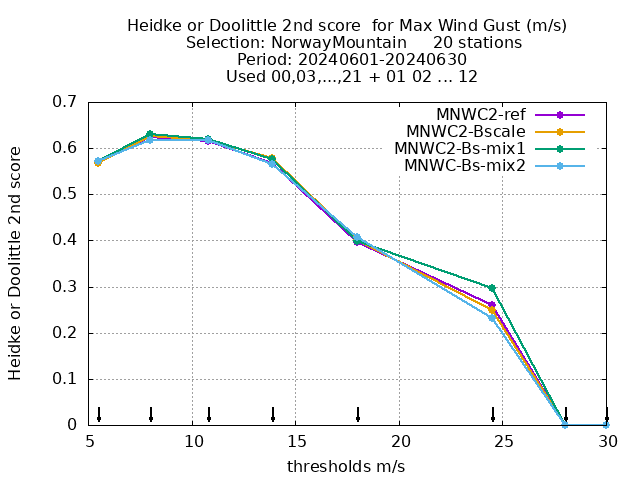 Heidke or Doolittle 2nd score  for Max Wind Gust (m/s)
Selection: NorwayMountain     20 stations
Period: 20240601-20240630
Used 00,03,...,21 + 01 02 ... 12
MNWC2-ref
MNWC2-Bscale
MNWC2-Bs-mix1
MNWC-Bs-mix2
Heidke or Doolittle 2nd score
0.7
0.6
0.5
0.4
0.3
0.2
0.1
0
5 10 15 20 25 30
thresholds m/s